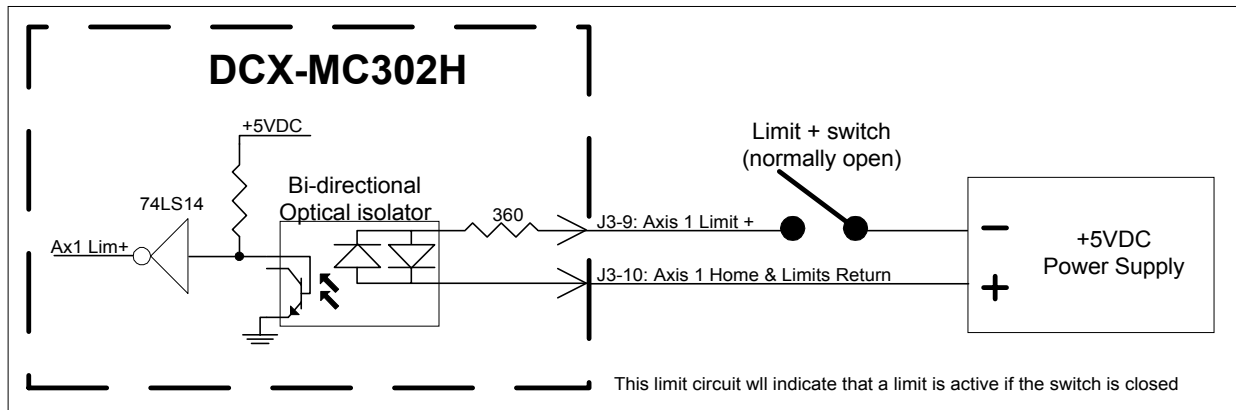 DCX-MC302H
+5VDC
74LS14
Bi-directional
Optical isolator
Ax1 Lim+
360
J3-9: Axis 1 Limit +
J3-10: Axis 1 Home & Limits Return
Limit + switch
(normally open)
-
+
+5VDC
Power Supply
This limit circuit wll indicate that a limit is active if the switch is closed